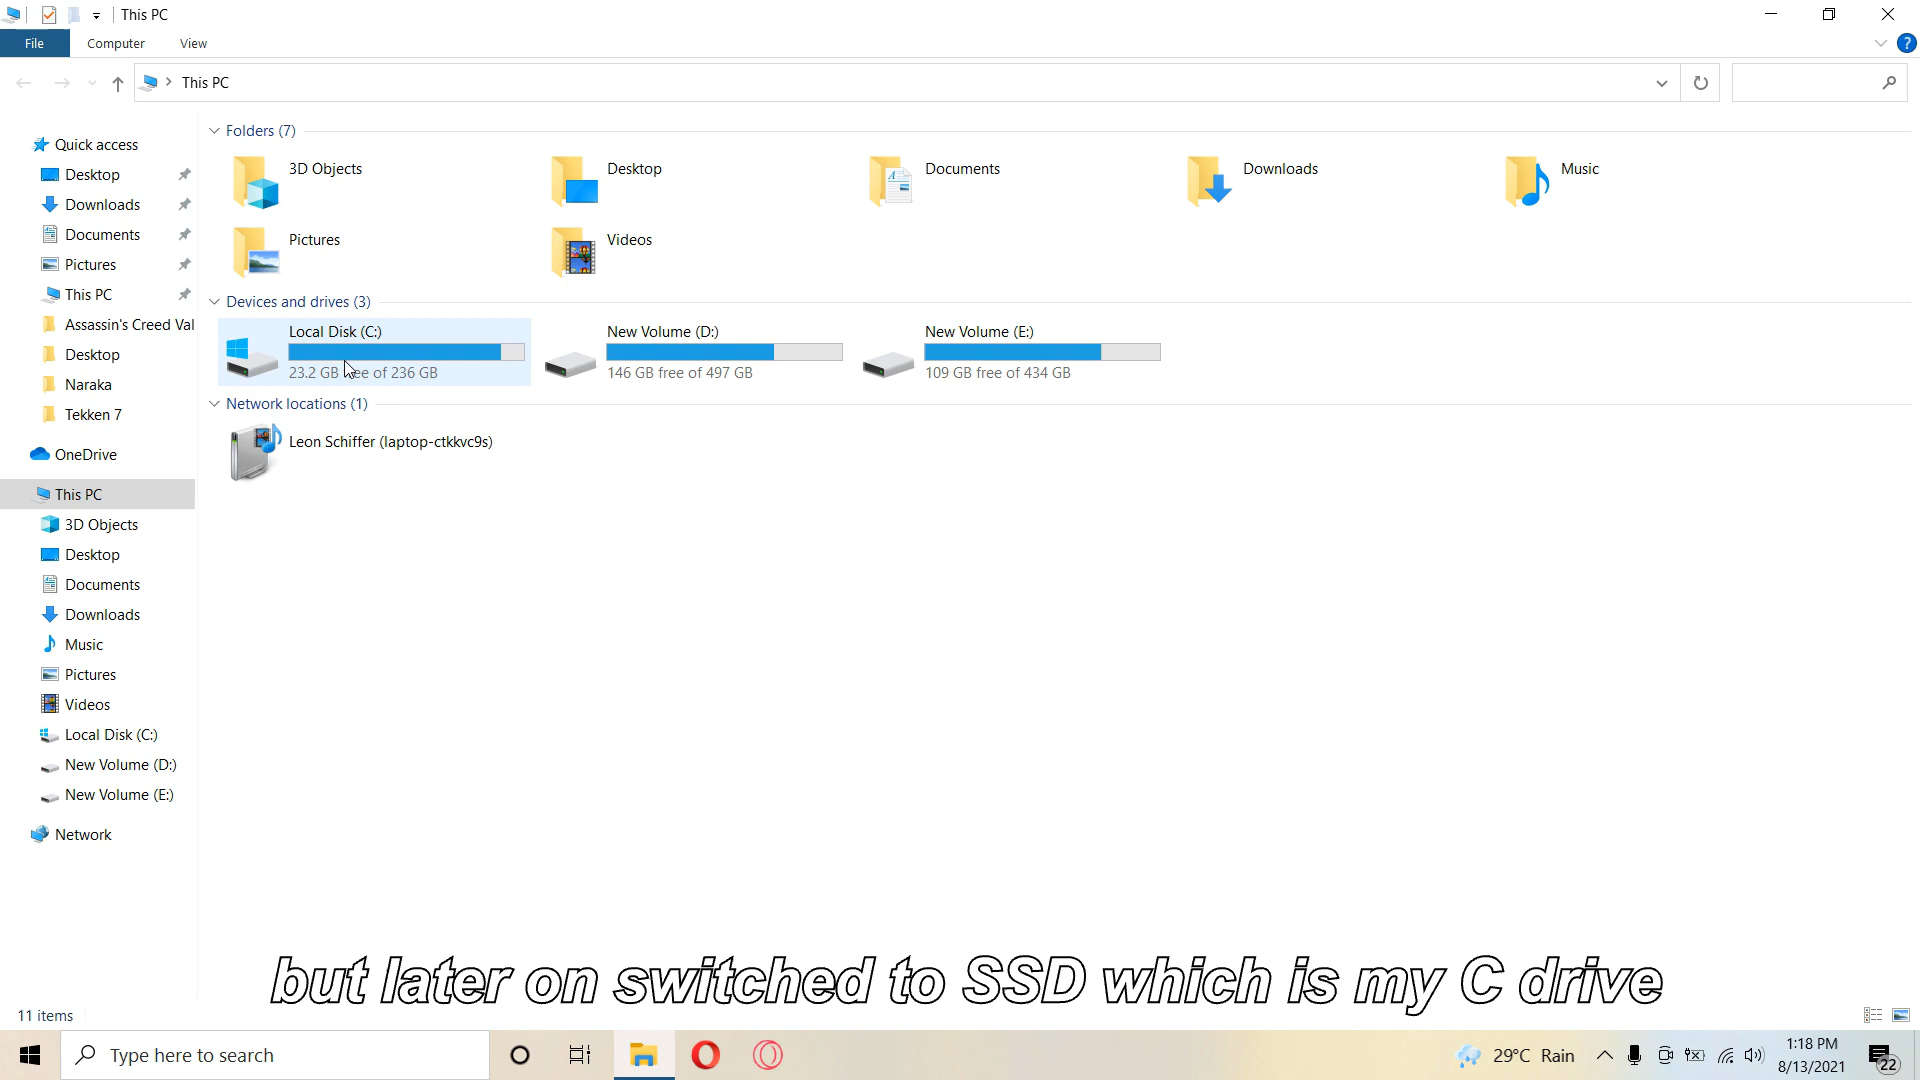 This PC
File
Computer
View
This PC
?
Quick access
Desktop
Downloads
Documents
Pictures
This PC
Assassin's Creed Val
Desktop
Naraka
Tekken 7
OneDrive
This PC
3D Objects
Desktop
Documents
Downloads
Music
Pictures
Videos
Local Disk (C:)
New Volume (D:)
New Volume (E:)
Network
Folders (7)
3D Objects
Desktop
Documents
Downloads
Music
Pictures
Videos
Devices and drives (3)
Local Disk (C:)
23.2 GB free of 236 GB
New Volume (D:)
146 GB free of 497 GB
New Volume (E:)
109 GB free of 434 GB
Network locations (1)
Leon Schiffer (laptop-ctkkvc9s)
but later on switched to SSD which is my C drive
11 items
Type here to search
29°C Rain
1:18 PM
8/13/2021
22